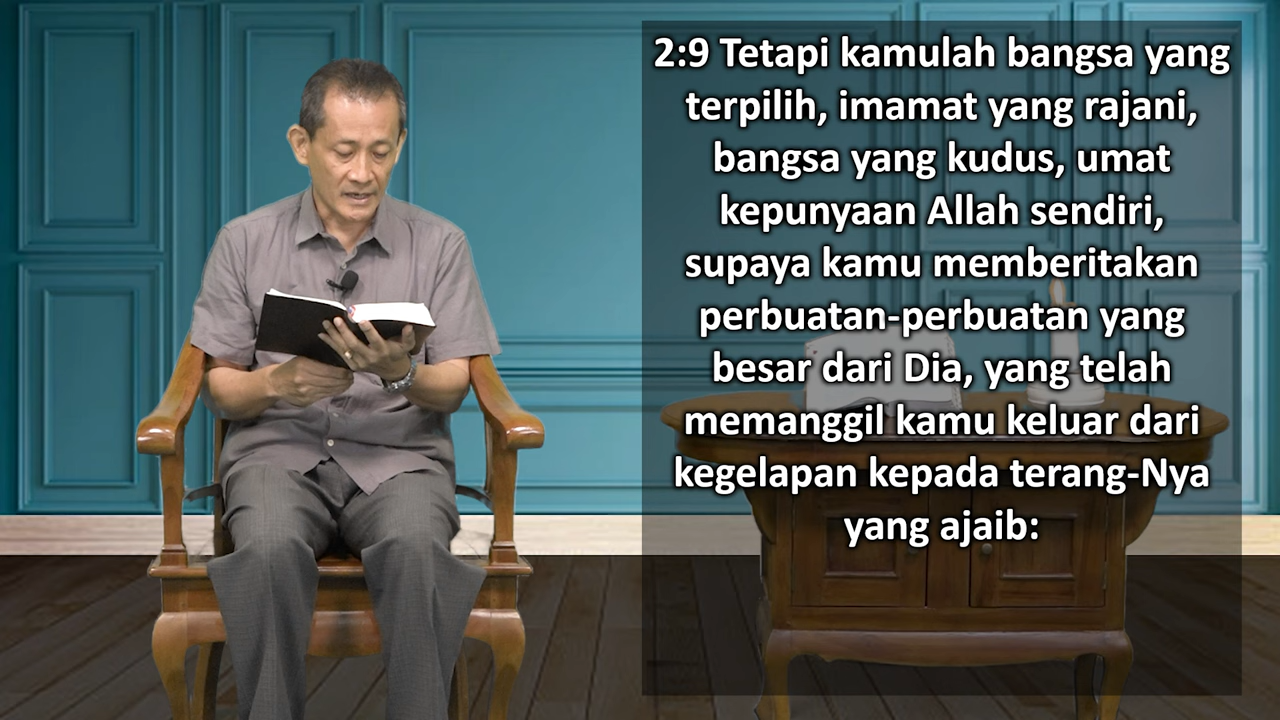 2:9 Tetapi kamulah bangsa yang
terpilih, imamat yang rajani,
bangsa yang kudus, umat
kepunyaan Allah sendiri,
supaya kamu memberitakan
perbuatan-perbuatan yang
besar dari Dia, yang telah
memanggil kamu keluar dari
kegelapan kepada terang-Nya
yang ajaib: